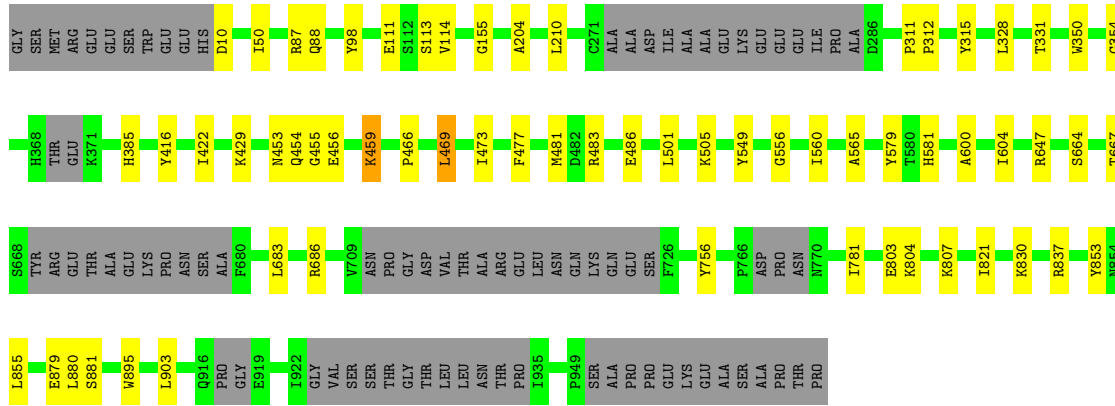 GLY SER MET ARG GLU GLU SER TRP GLU GLU HIS D10 I50 R87 Q88 Y98 E111 S112 S113 V114 G155 A204 L210 C271 ALA ALA ASP ILE ALA ALA GLU LYS GLU GLU GLU ILE PRO ALA D286 P311 P312 Y315 L328 T331 W350 G354
H368 THR GLU K371 H385 Y416 I422 K429 N453 Q454 G455 E456 K459 P466 L469 I473 F477 M481 D482 R483 E486 L501 K505 Y549 G556 I560 A565 Y579 T580 H581 A600 I604 R647 S664 T667
S668 TYR ARG GLU THR ALA GLU LYS PRO ASN SER ALA F680 L683 R686 V709 ASN PRO GLY ASP VAL THR ALA ARG GLU LEU ASN GLN LYS GLN GLU SER F726 Y756 P766 ASP PRO ASN N770 I781 E803 K804 K807 I821 K830 R837 Y853 N854
L855 E879 L880 S881 W895 L903 Q916 PRO GLY E919 I922 GLY VAL SER SER THR GLY THR LEU LEU ASN THR PRO I935 P949 SER ALA PRO PRO GLU LYS GLU ALA SER ALA PRO THR PRO